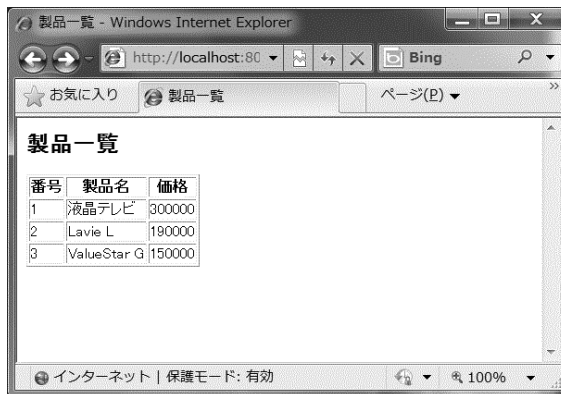 製品一覧 - Windows Internet Explorer
http://localhost:80
Bing
お気に入り 製品一覧 ページ(P)
製品一覧
番号 製品名 価格
1 液晶テレビ 300000
2 Lavie L 190000
3 ValueStar G 150000
インターネット | 保護モード: 有効 100%